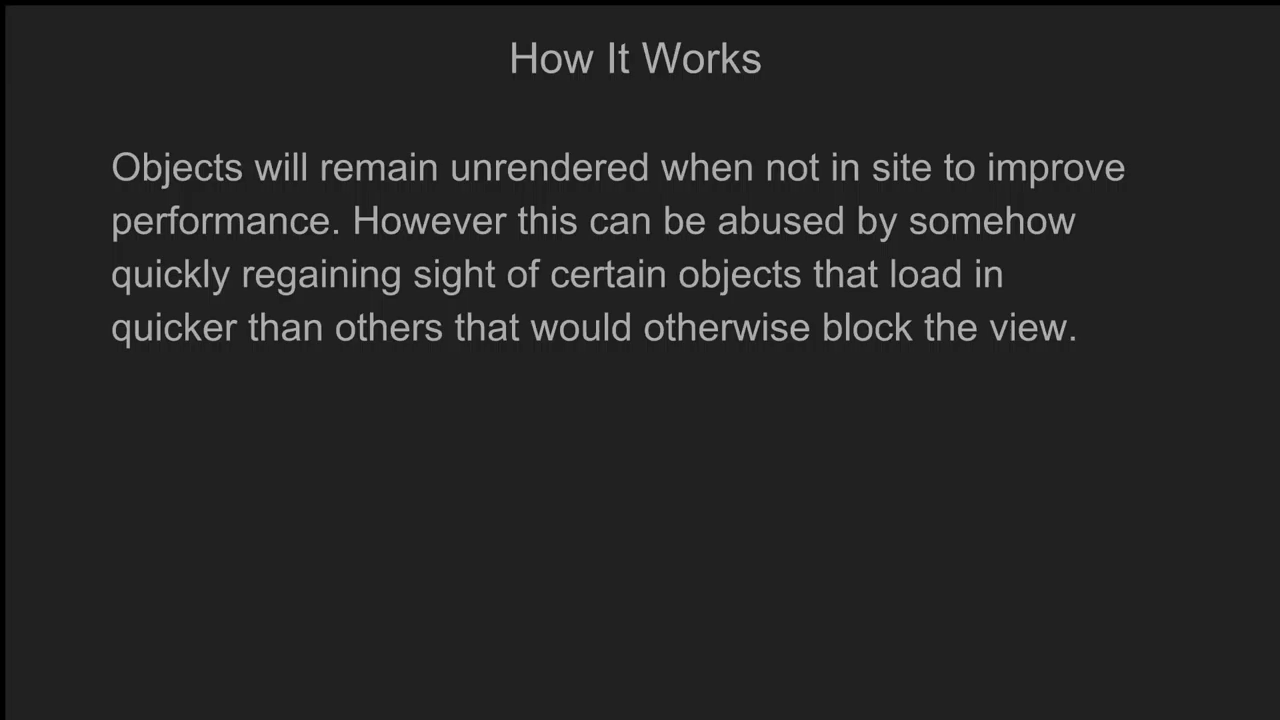 How It Works
Objects will remain unrendered when not in site to improve
performance. However this can be abused by somehow
quickly regaining sight of certain objects that load in
quicker than others that would otherwise block the view.